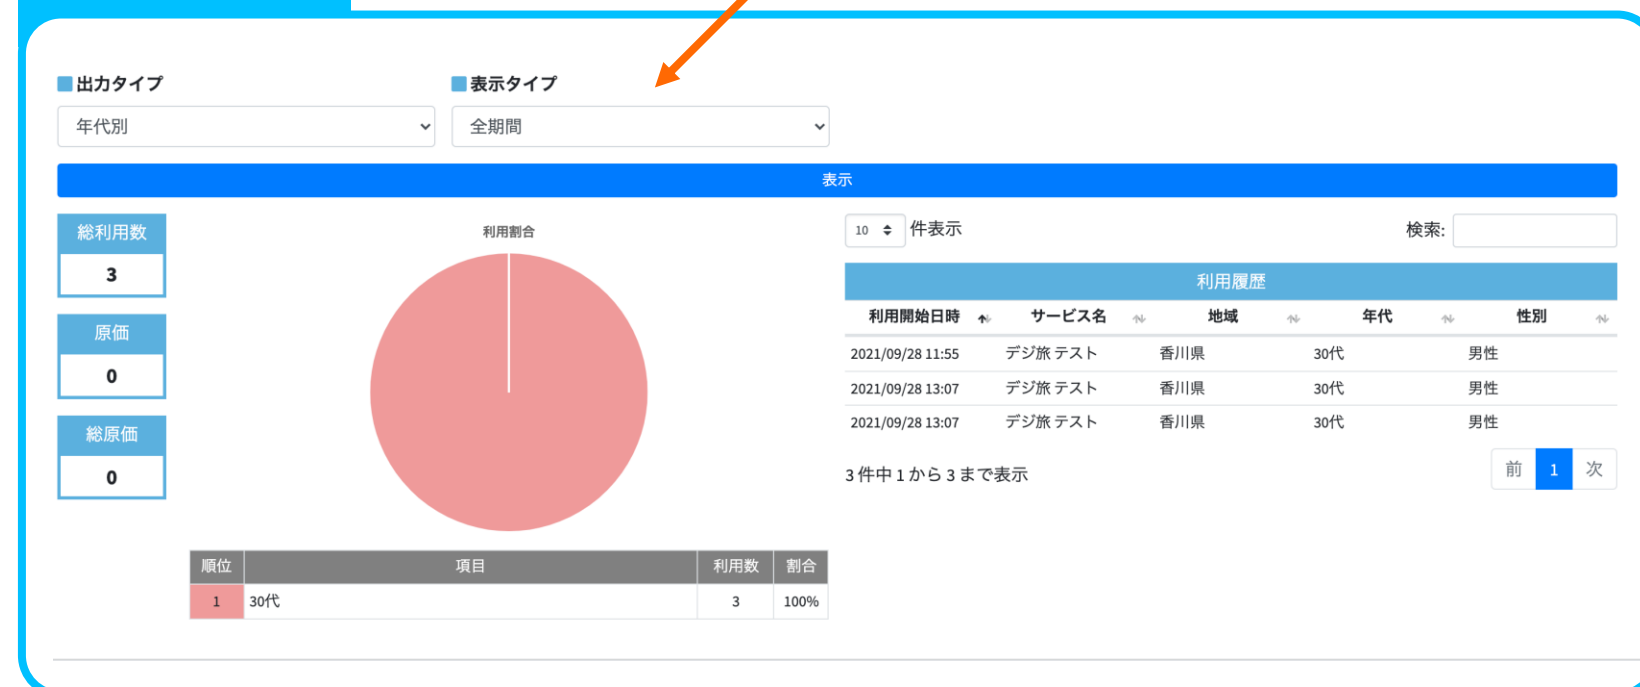 出力タイプ
表示タイプ
年代別
全期間
表示
総利用数
3
原価
0
総原価
0
利用割合
順位 項目 利用数 割合
1 30代 3 100%
10 件表示
検索:
利用履歴
利用開始日時 サービス名 地域 年代 性別
2021/09/28 11:55 デジ旅 テスト 香川県 30代 男性
2021/09/28 13:07 デジ旅 テスト 香川県 30代 男性
2021/09/28 13:07 デジ旅 テスト 香川県 30代 男性
3 件中 1 から 3 まで表示
前 1 次